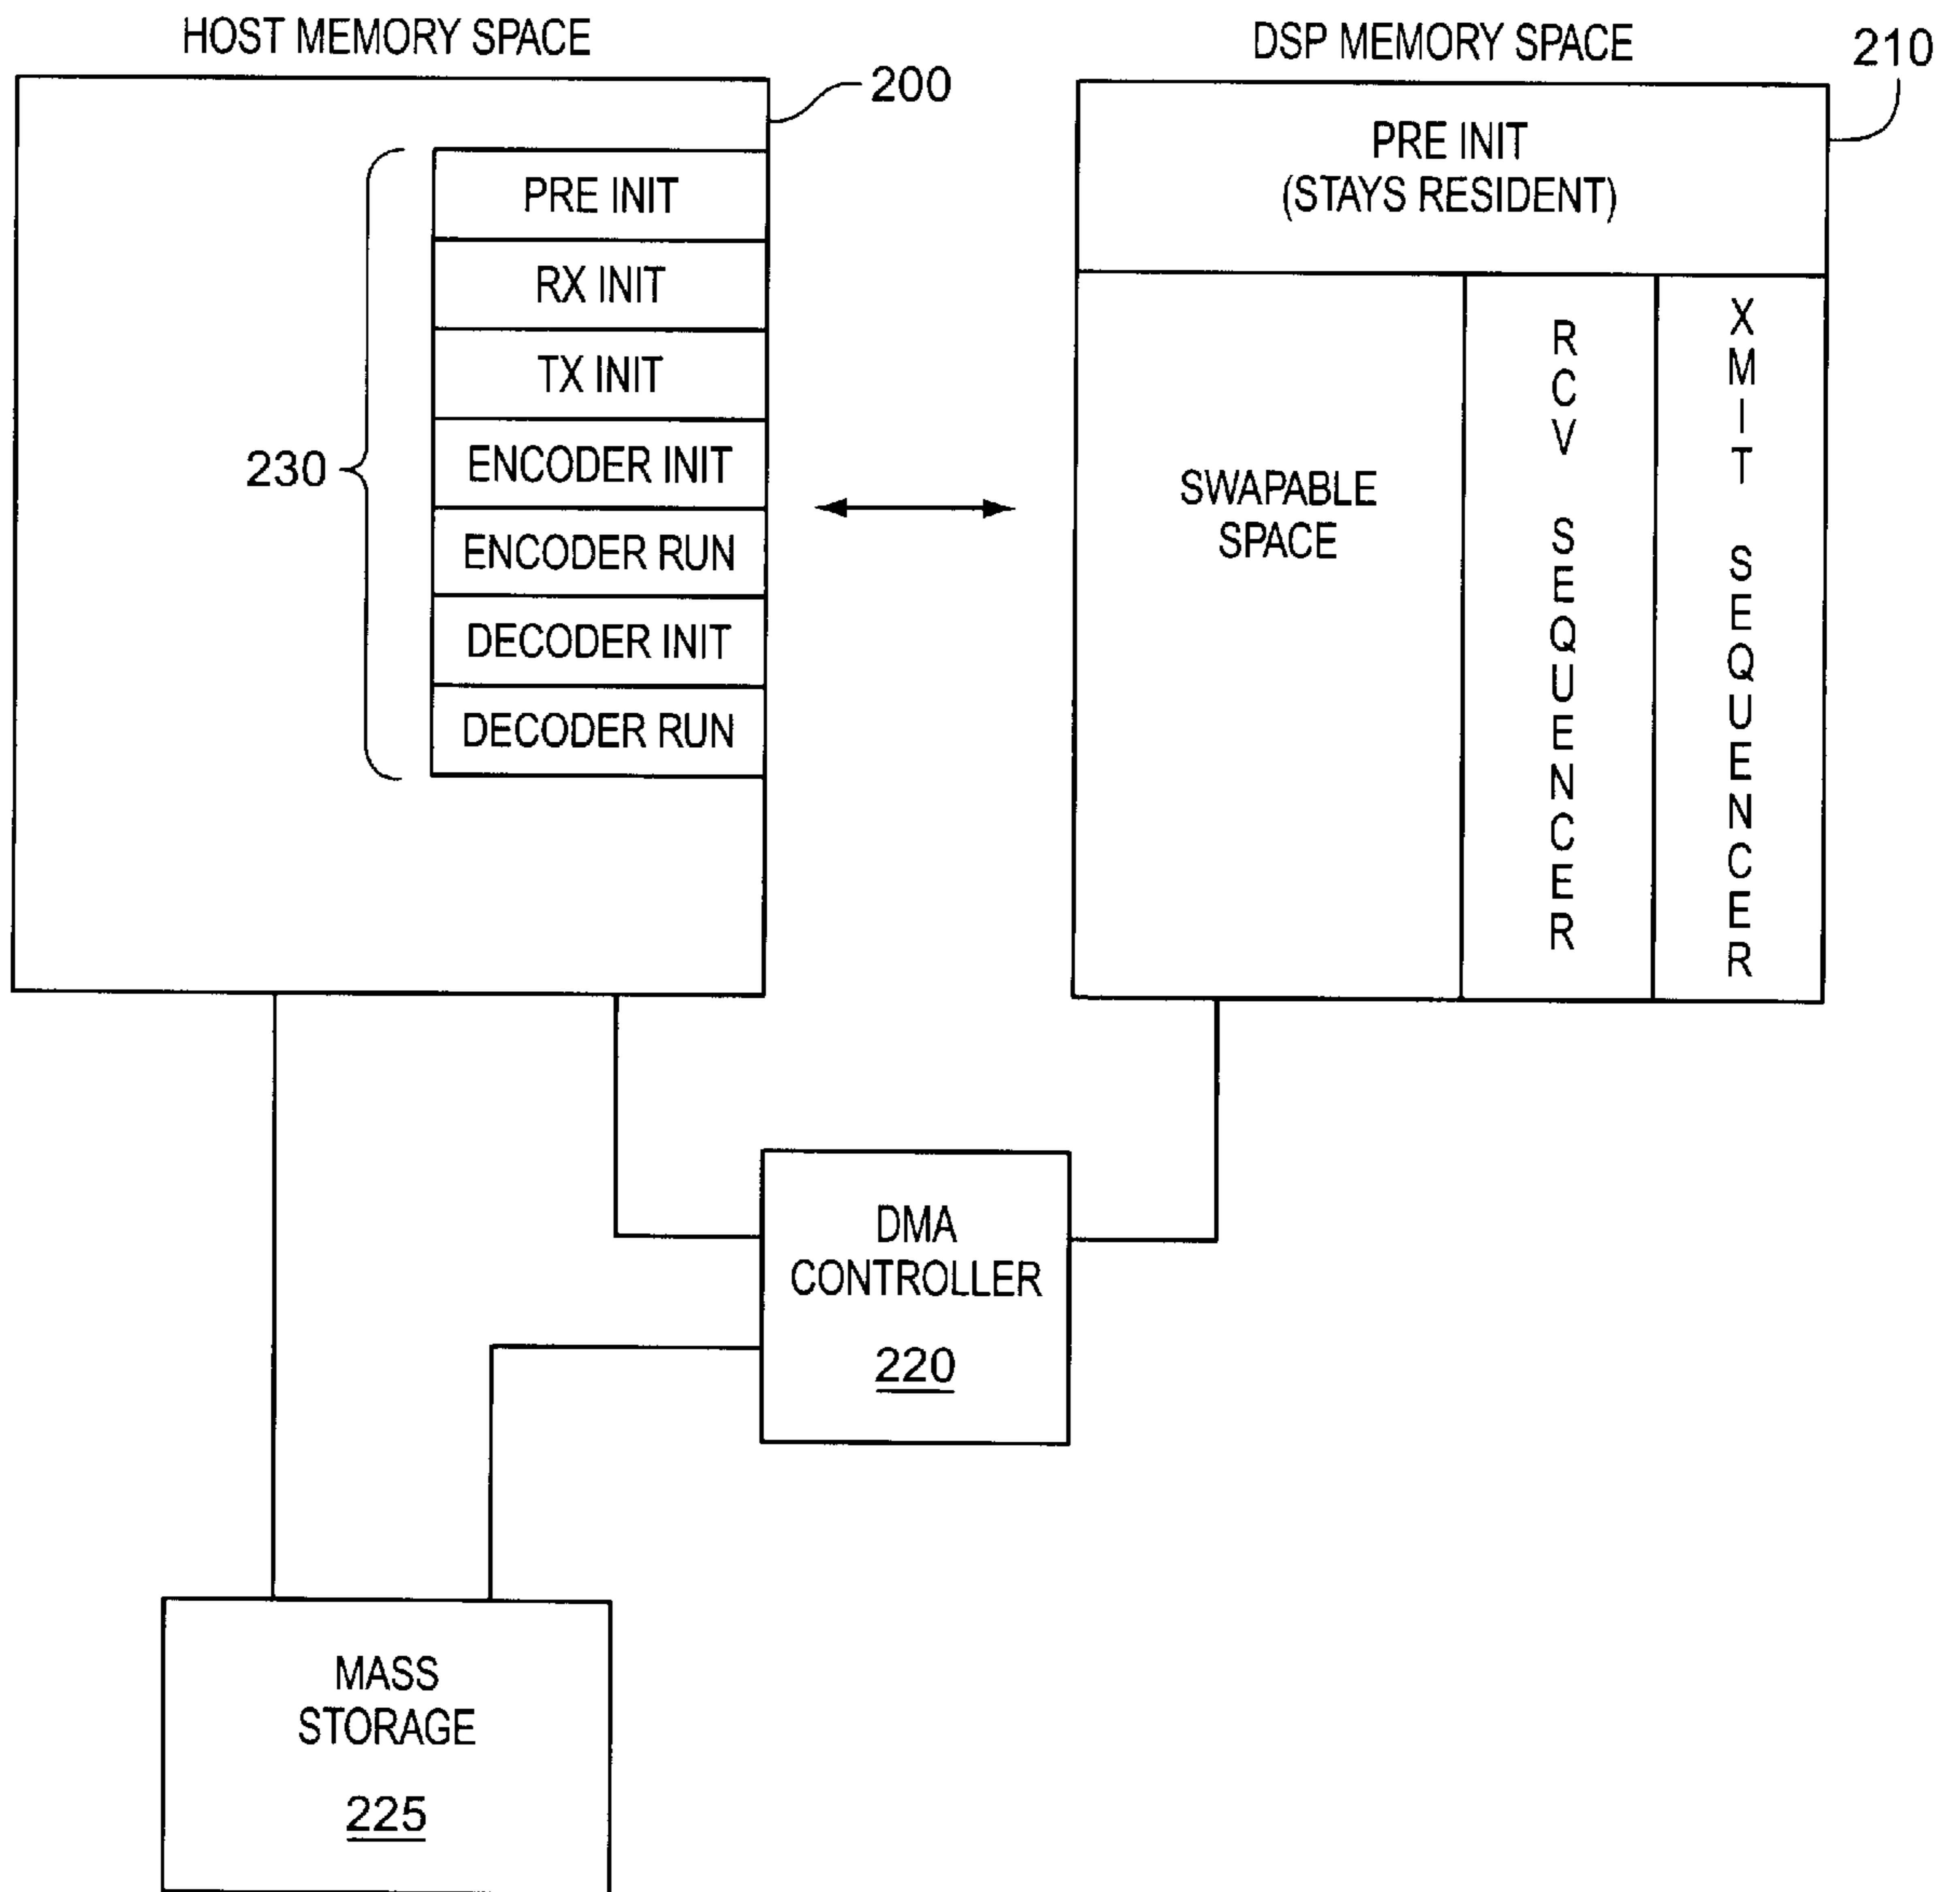 HOST MEMORY SPACE
200
PRE INIT
RX INIT
TX INIT
ENCODER INIT
ENCODER RUN
DECODER INIT
DECODER RUN
230
DSP MEMORY SPACE
210
PRE INIT
(STAYS RESIDENT)
SWAPABLE
SPACE
RCV SEQUENCER
XMIT SEQUENCER
DMA
CONTROLLER
220
MASS
STORAGE
225